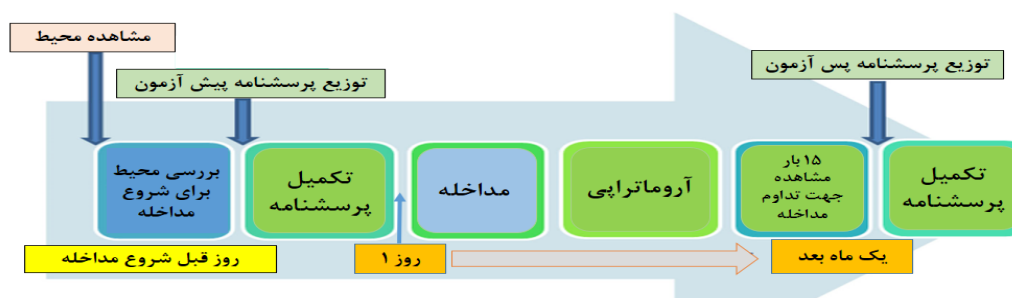 مشاهده محیط
توزیع پرسشنامه پیش آزمون
توزیع پرسشنامه پس آزمون
بررسی محیط
برای شروع
مداخله
تکمیل
پرسشنامه
مداخله
آروماتراپی
۱۵ بار
مشاهده
جهت تداوم
مداخله
تکمیل
پرسشنامه
روز قبل شروع مداخله
روز ۱
یک ماه بعد